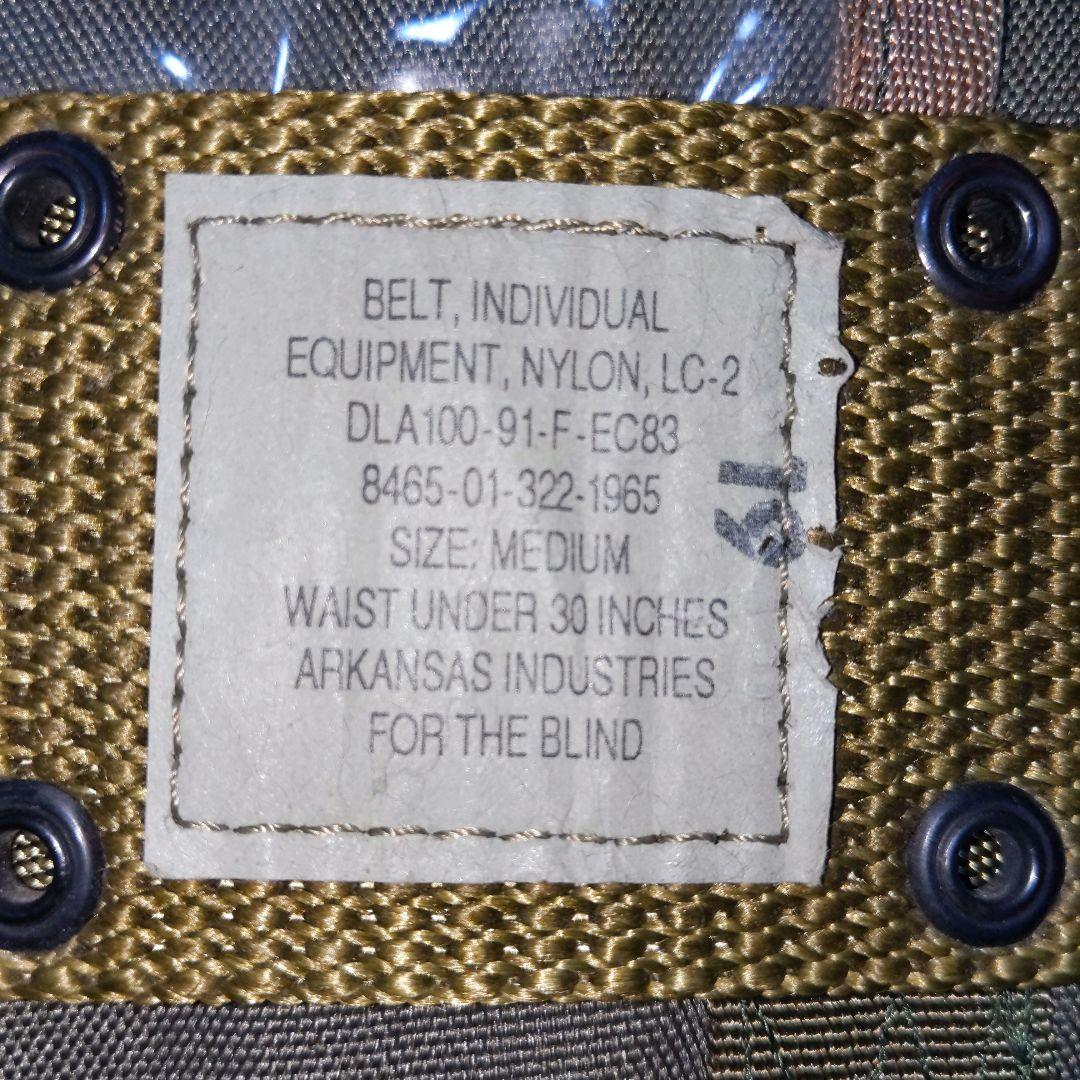 BELT, INDIVIDUAL
EQUIPMENT, NYLON, LC-2
DLA100-91-F-EC83
8465-01-322-1965
SIZE: MEDIUM
WAIST UNDER 30 INCHES
ARKANSAS INDUSTRIES
FOR THE BLIND